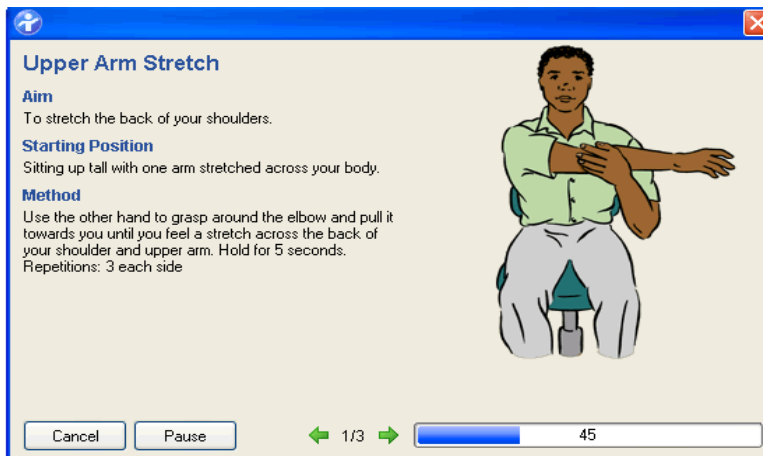 Upper Arm Stretch
Aim
To stretch the back of your shoulders.
Starting Position
Sitting up tall with one arm stretched across your body.
Method
Use the other hand to grasp around the elbow and pull it
towards you until you feel a stretch across the back of
your shoulder and upper arm. Hold for 5 seconds.
Repetitions: 3 each side
Cancel
Pause
1/3
45